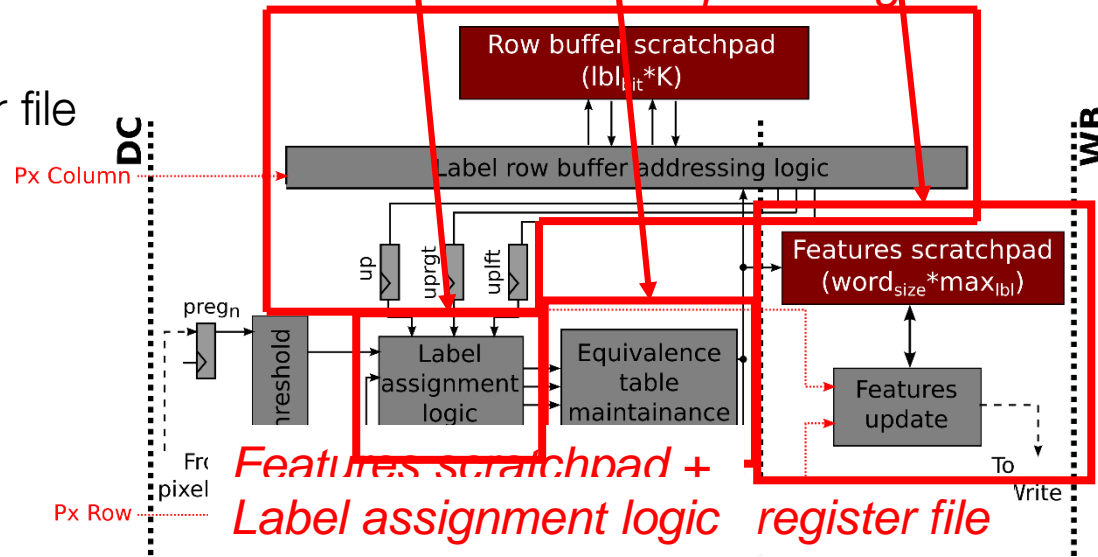 Row buffer scratchpad
(lbl_bit*K)
r file
DC
WB
Px Column
Label row buffer addressing logic
up
uprgt
uplft
Features scratchpad
(word_size*max_lbl)
preg_n
Label
assignment
logic
Equivalence
table
maintainance
Features
update
Features scratchpad +
To
pixel
Px Row
Label assignment logic register file